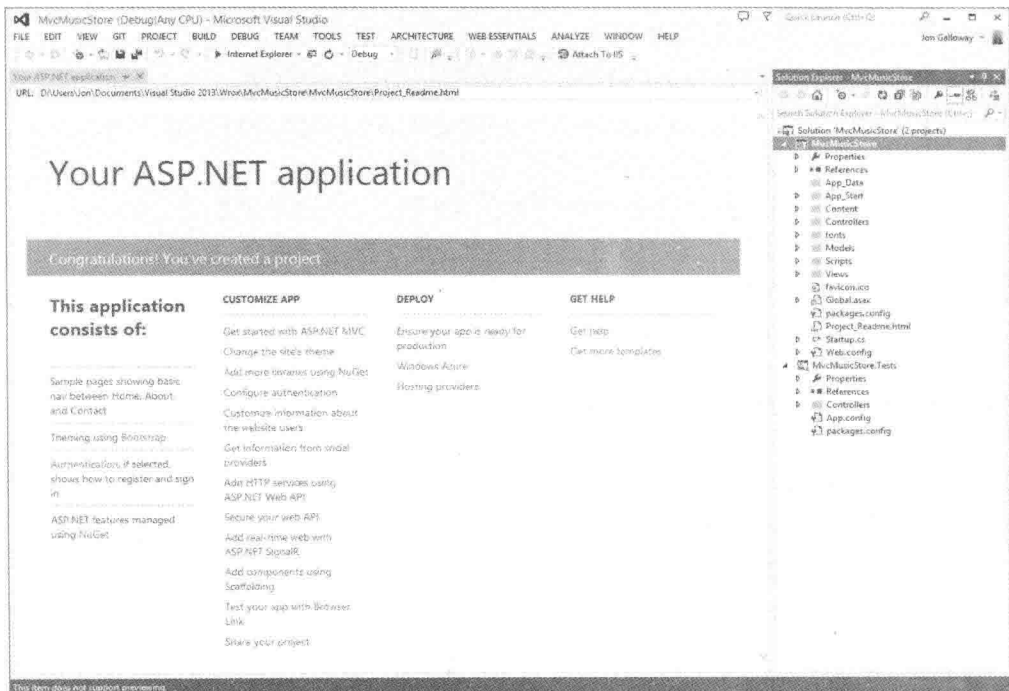 MvcMusicStore (Debug|Any CPU) - Microsoft Visual Studio
Quick Launch (Ctrl+Q)
FILE EDIT VIEW GIT PROJECT BUILD DEBUG TEAM TOOLS TEST ARCHITECTURE WEB ESSENTIALS ANALYZE WINDOW HELP
Jon Galloway
Internet Explorer Debug Attach To IIS
Your ASP.NET application
URL: D:\Users\Jon\Documents\Visual Studio 2013\Wrox\MvcMusicStore\MvcMusicStore\Project_Readme.html
Your ASP.NET application
Congratulations! You've created a project
This application
consists of:
Sample pages showing basic
nav between Home, About,
and Contact
Theming using Bootstrap
Authentication, if selected,
shows how to register and sign
in
ASP.NET features managed
using NuGet
CUSTOMIZE APP
Get started with ASP.NET MVC
Change the site's theme
Add more libraries using NuGet
Configure authentication
Customize information about
the website users
Get information from social
providers
Add HTTP services using
ASP.NET Web API
Secure your web API
Add real-time web with
ASP.NET SignalR
Add components using
Scaffolding
Test your app with Browser
Link
Share your project
DEPLOY
Ensure your app is ready for
production
Windows Azure
Hosting providers
GET HELP
Get help
Get more templates
Solution Explorer - MvcMusicStore
Search Solution Explorer - MvcMusicStore (Ctrl+;)
Solution 'MvcMusicStore' (2 projects)
MvcMusicStore
Properties
References
App_Data
App_Start
Content
Controllers
fonts
Models
Scripts
Views
favicon.ico
Global.asax
packages.config
Project_Readme.html
Startup.cs
Web.config
MvcMusicStore.Tests
Properties
References
Controllers
App.config
packages.config
This item does not support previewing